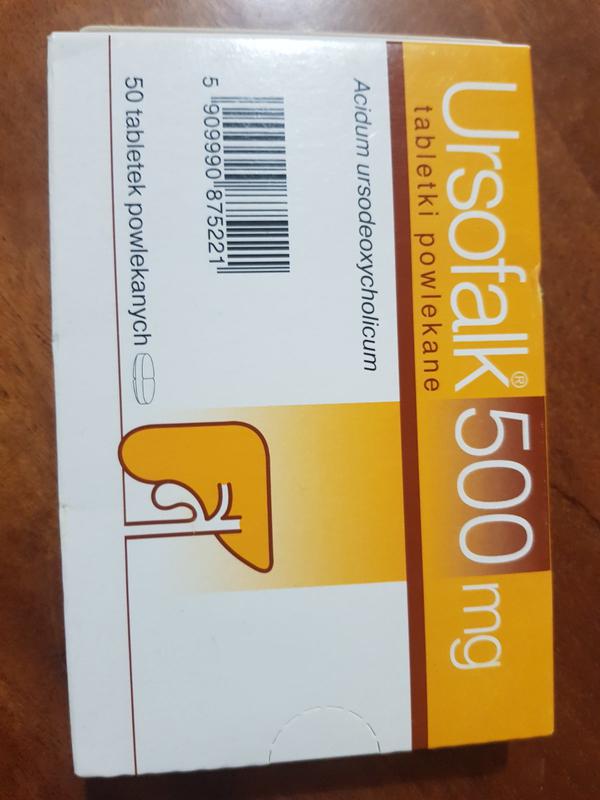 Ursofalk® 500 mg
tabletki powlekane
Acidum ursodeoxycholicum
5 909990 875221
50 tabletek powlekanych